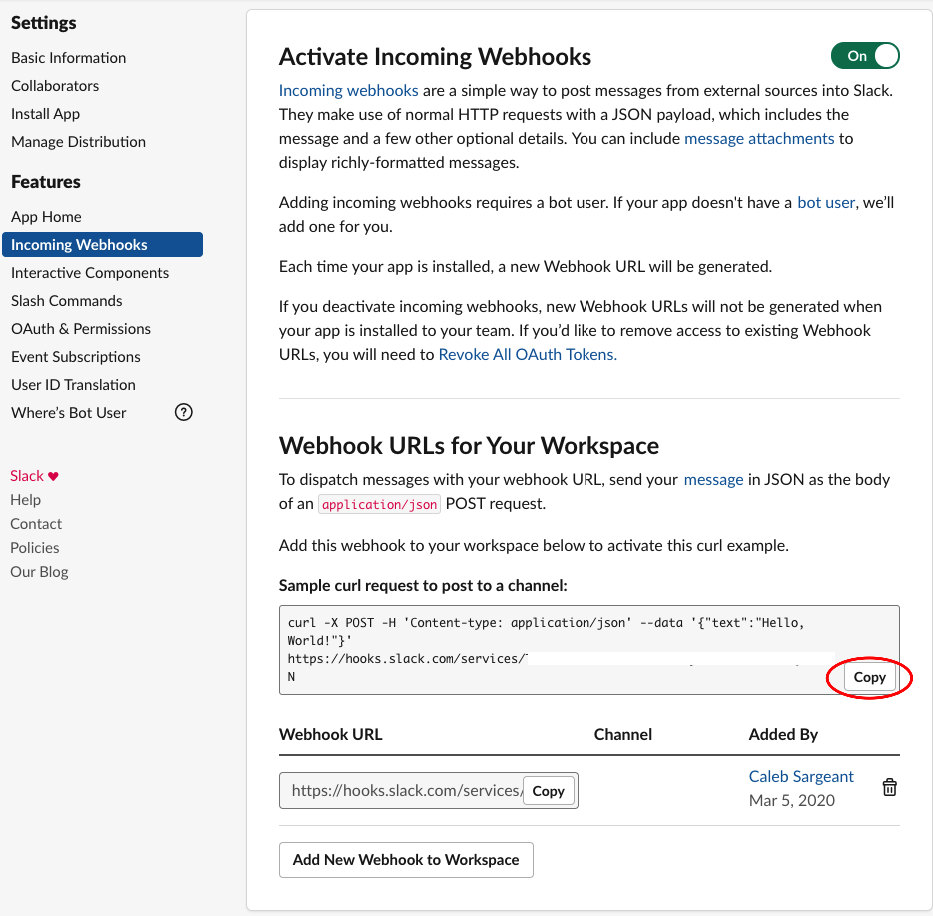 Settings
Basic Information
Collaborators
Install App
Manage Distribution
Features
App Home
Incoming Webhooks
Interactive Components
Slash Commands
OAuth & Permissions
Event Subscriptions
User ID Translation
Where's Bot User
?
Slack ♥
Help
Contact
Policies
Our Blog
Activate Incoming Webhooks
On
Incoming webhooks are a simple way to post messages from external sources into Slack.
They make use of normal HTTP requests with a JSON payload, which includes the
message and a few other optional details. You can include message attachments to
display richly-formatted messages.
Adding incoming webhooks requires a bot user. If your app doesn't have a bot user, we'll
add one for you.
Each time your app is installed, a new Webhook URL will be generated.
If you deactivate incoming webhooks, new Webhook URLs will not be generated when
your app is installed to your team. If you'd like to remove access to existing Webhook
URLs, you will need to Revoke All OAuth Tokens.
Webhook URLs for Your Workspace
To dispatch messages with your webhook URL, send your message in JSON as the body
of an application/json POST request.
Add this webhook to your workspace below to activate this curl example.
Sample curl request to post to a channel:
curl -X POST -H 'Content-type: application/json' --data '{"text":"Hello,
World!"}'
https://hooks.slack.com/services/
N
Copy
Webhook URL Channel Added By
https://hooks.slack.com/services/ Copy
Caleb Sargeant
Mar 5, 2020
Add New Webhook to Workspace